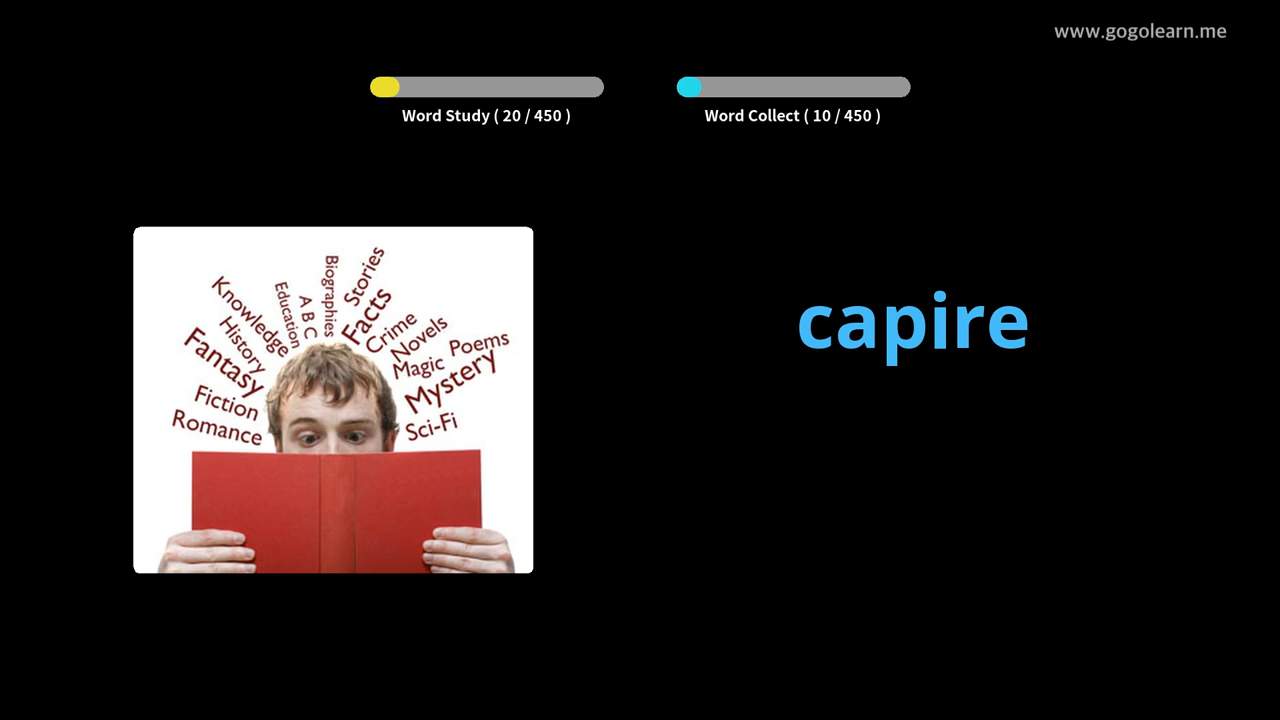 www.gogolearn.me
Word Study ( 20 / 450 )
Word Collect ( 10 / 450 )
Knowledge
Education
A B C
Biographies
Stories
Facts
History
Crime
Novels
Poems
Fantasy
Magic
Mystery
Fiction
Romance
Sci-Fi
capire